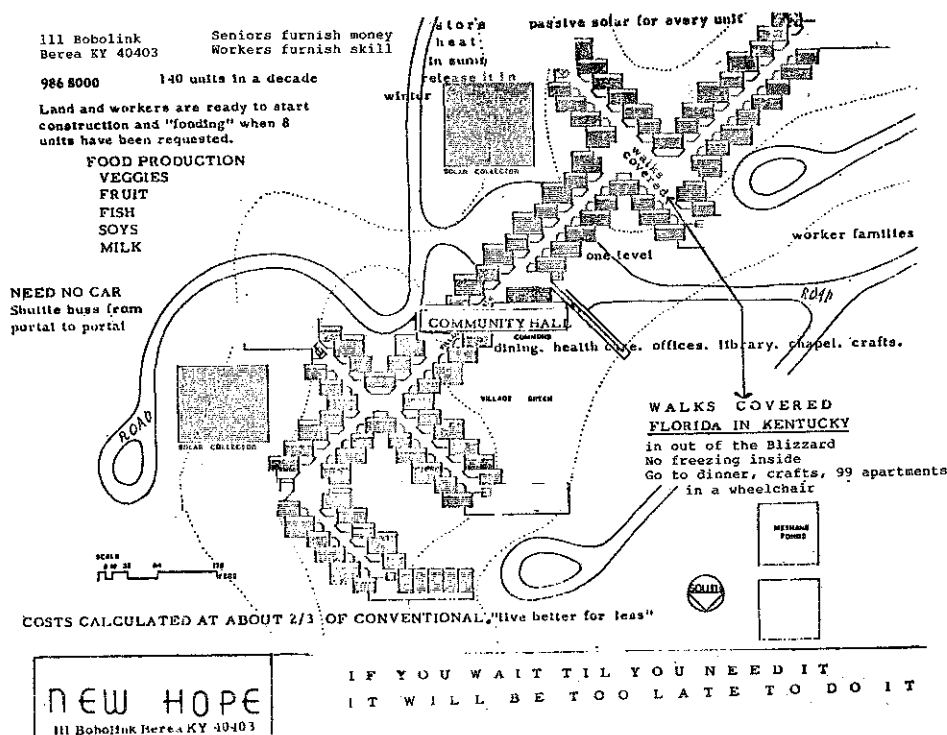 111 Bobolink
Berea KY 40403
Seniors furnish money
Workers furnish skill
986 8000
140 units in a decade
Land and workers are ready to start
construction and "fooding" when 8
units have been requested.
FOOD PRODUCTION
VEGGIES
FRUIT
FISH
SOYS
MILK
NEED NO CAR
Shuttle buss from
portal to portal
store
heat
in
release it in
winter
passive solar for every unit
SOLAR COLLECTOR
walks
covered
one level
worker families
ROAD
COMMUNITY HALL
COMMONS
dining. health care. offices. library. chapel. crafts.
VILLAGE GREEN
ROAD
SOLAR COLLECTOR
WALKS COVERED
FLORIDA IN KENTUCKY
in out of the Blizzard
No freezing inside
Go to dinner, crafts, 99 apartments
in a wheelchair
METHANE
PONDS
SCALE
FEET
COSTS CALCULATED AT ABOUT 2/3 OF CONVENTIONAL, "live better for less"
NEW HOPE
111 Bobolink Berea KY 40403
IF YOU WAIT TIL YOU NEED IT
IT WILL BE TOO LATE TO DO IT